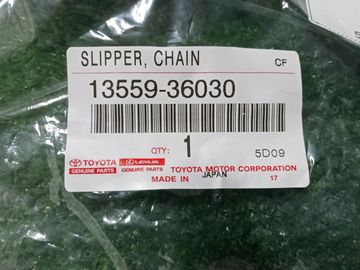 SLIPPER, CHAIN CF
13559-36030
QTY: 1 5D09
TOYOTA LEXUS TOYOTA MOTOR CORPORATION
GENUINE PARTS GENUINE PARTS
MADE IN JAPAN 17